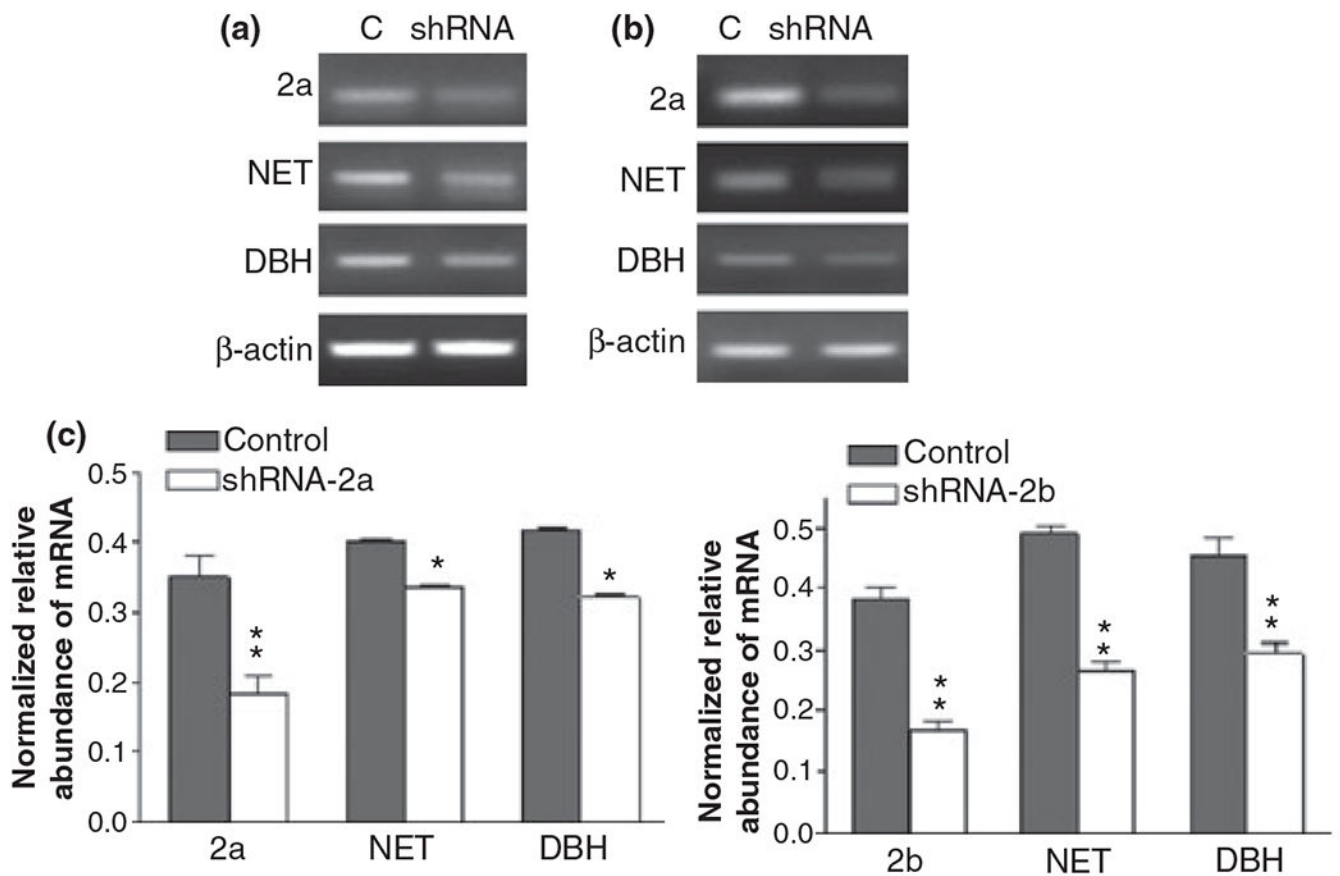 (a) C shRNA
2a
NET
DBH
β-actin
(b) C shRNA
2a
NET
DBH
β-actin
(c)
Control
shRNA-2a
Normalized relative
abundance of mRNA
0.5
0.4
0.3
0.2
0.1
0.0
**
*
*
2a NET DBH
Control
shRNA-2b
Normalized relative
abundance of mRNA
0.5
0.4
0.3
0.2
0.1
0.0
**
**
**
2b NET DBH